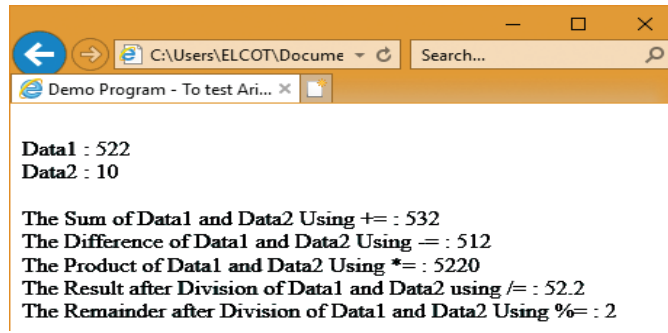 C:\Users\ELCOT\Docume
Search...
Demo Program - To test Ari...
Data1 : 522
Data2 : 10
The Sum of Data1 and Data2 Using += : 532
The Difference of Data1 and Data2 Using -= : 512
The Product of Data1 and Data2 Using *= : 5220
The Result after Division of Data1 and Data2 using /= : 52.2
The Remainder after Division of Data1 and Data2 Using %= : 2